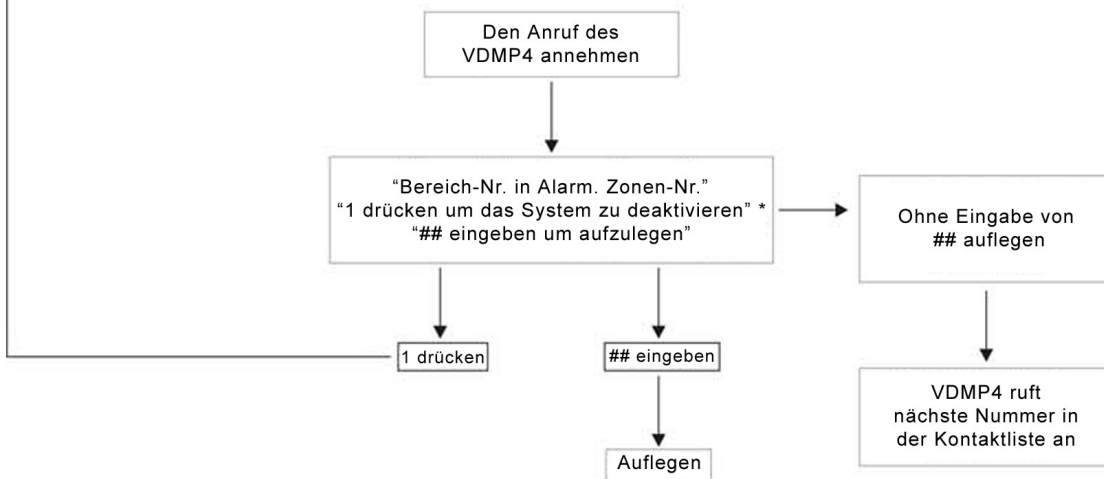 Den Anruf des
VDMP4 annehmen
“Bereich-Nr. in Alarm. Zonen-Nr.”
“1 drücken um das System zu deaktivieren” *
“## eingeben um aufzulegen”
Ohne Eingabe von
## auflegen
1 drücken
## eingeben
VDMP4 ruft
nächste Nummer in
der Kontaktliste an
Auflegen